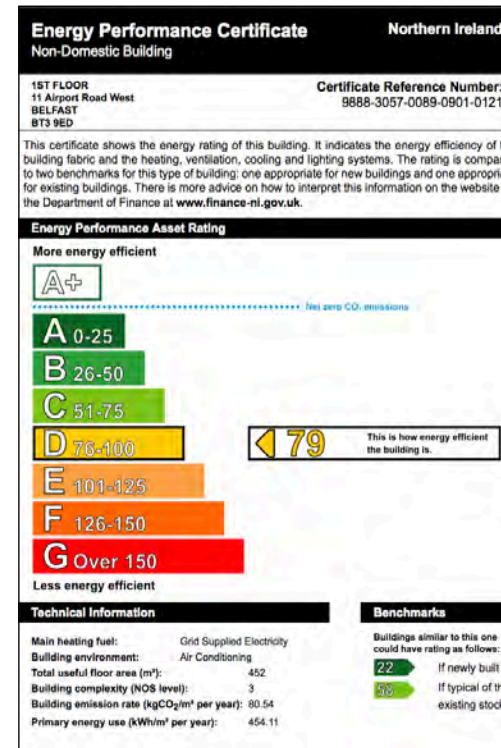 Energy Performance Certificate
Northern Ireland
Non-Domestic Building
1ST FLOOR
11 Airport Road West
BELFAST
BT3 9ED
Certificate Reference Number:
9888-3057-0089-0901-0121
This certificate shows the energy rating of this building. It indicates the energy efficiency of
building fabric and the heating, ventilation, cooling and lighting systems. The rating is
to two benchmarks for this type of building: one appropriate for new buildings and one
for existing buildings. There is more advice on how to interpret this information on the website
the Department of Finance at www.finance-ni.gov.uk.
Energy Performance Asset Rating
More energy efficient
A+
Net zero CO₂ emissions
A 0-25
B 26-50
C 51-75
D 76-100
79
This is how energy efficient
the building is.
E 101-125
F 126-150
G Over 150
Less energy efficient
Technical Information
Main heating fuel: Grid Supplied Electricity
Building environment: Air Conditioning
Total useful floor area (m²): 452
Building complexity (NOS level): 3
Building emission rate (kgCO₂/m² per year): 80.54
Primary energy use (kWh/m² per year): 454.11
Benchmarks
Buildings similar to this one
could have rating as follows:
22 If newly built
58 If typical of
existing stock